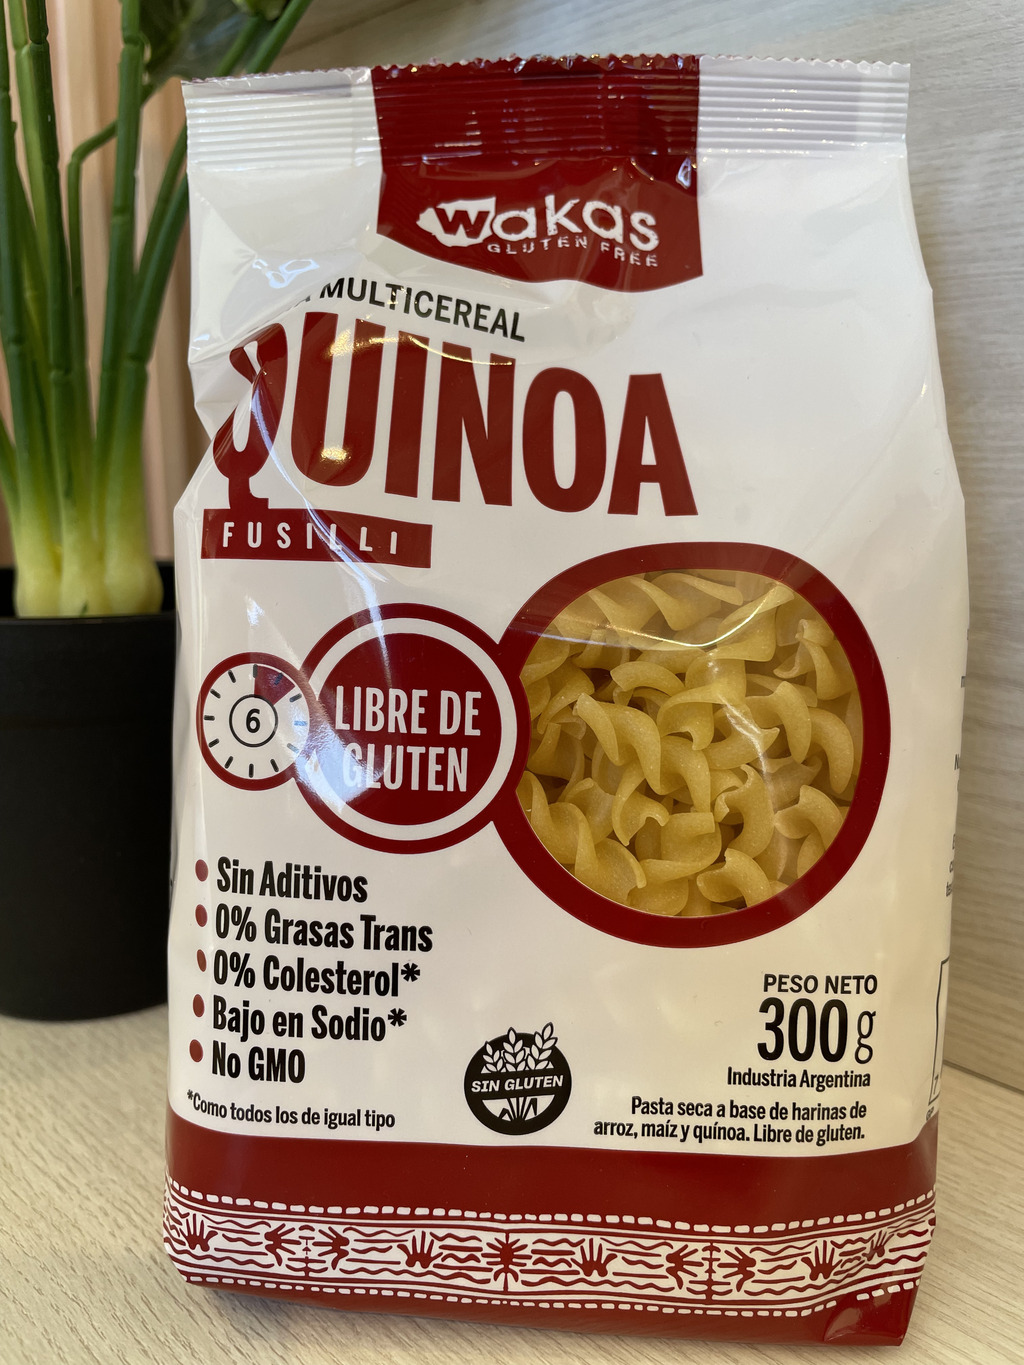 wakas
GLUTEN FREE
MULTICEREAL
QUINOA
FUSILLI
6
LIBRE DE
GLUTEN
Sin Aditivos
0% Grasas Trans
0% Colesterol*
Bajo en Sodio*
No GMO
*Como todos los de igual tipo
SIN GLUTEN
PESO NETO
300 g
Industria Argentina
Pasta seca a base de harinas de
arroz, maíz y quínoa. Libre de gluten.